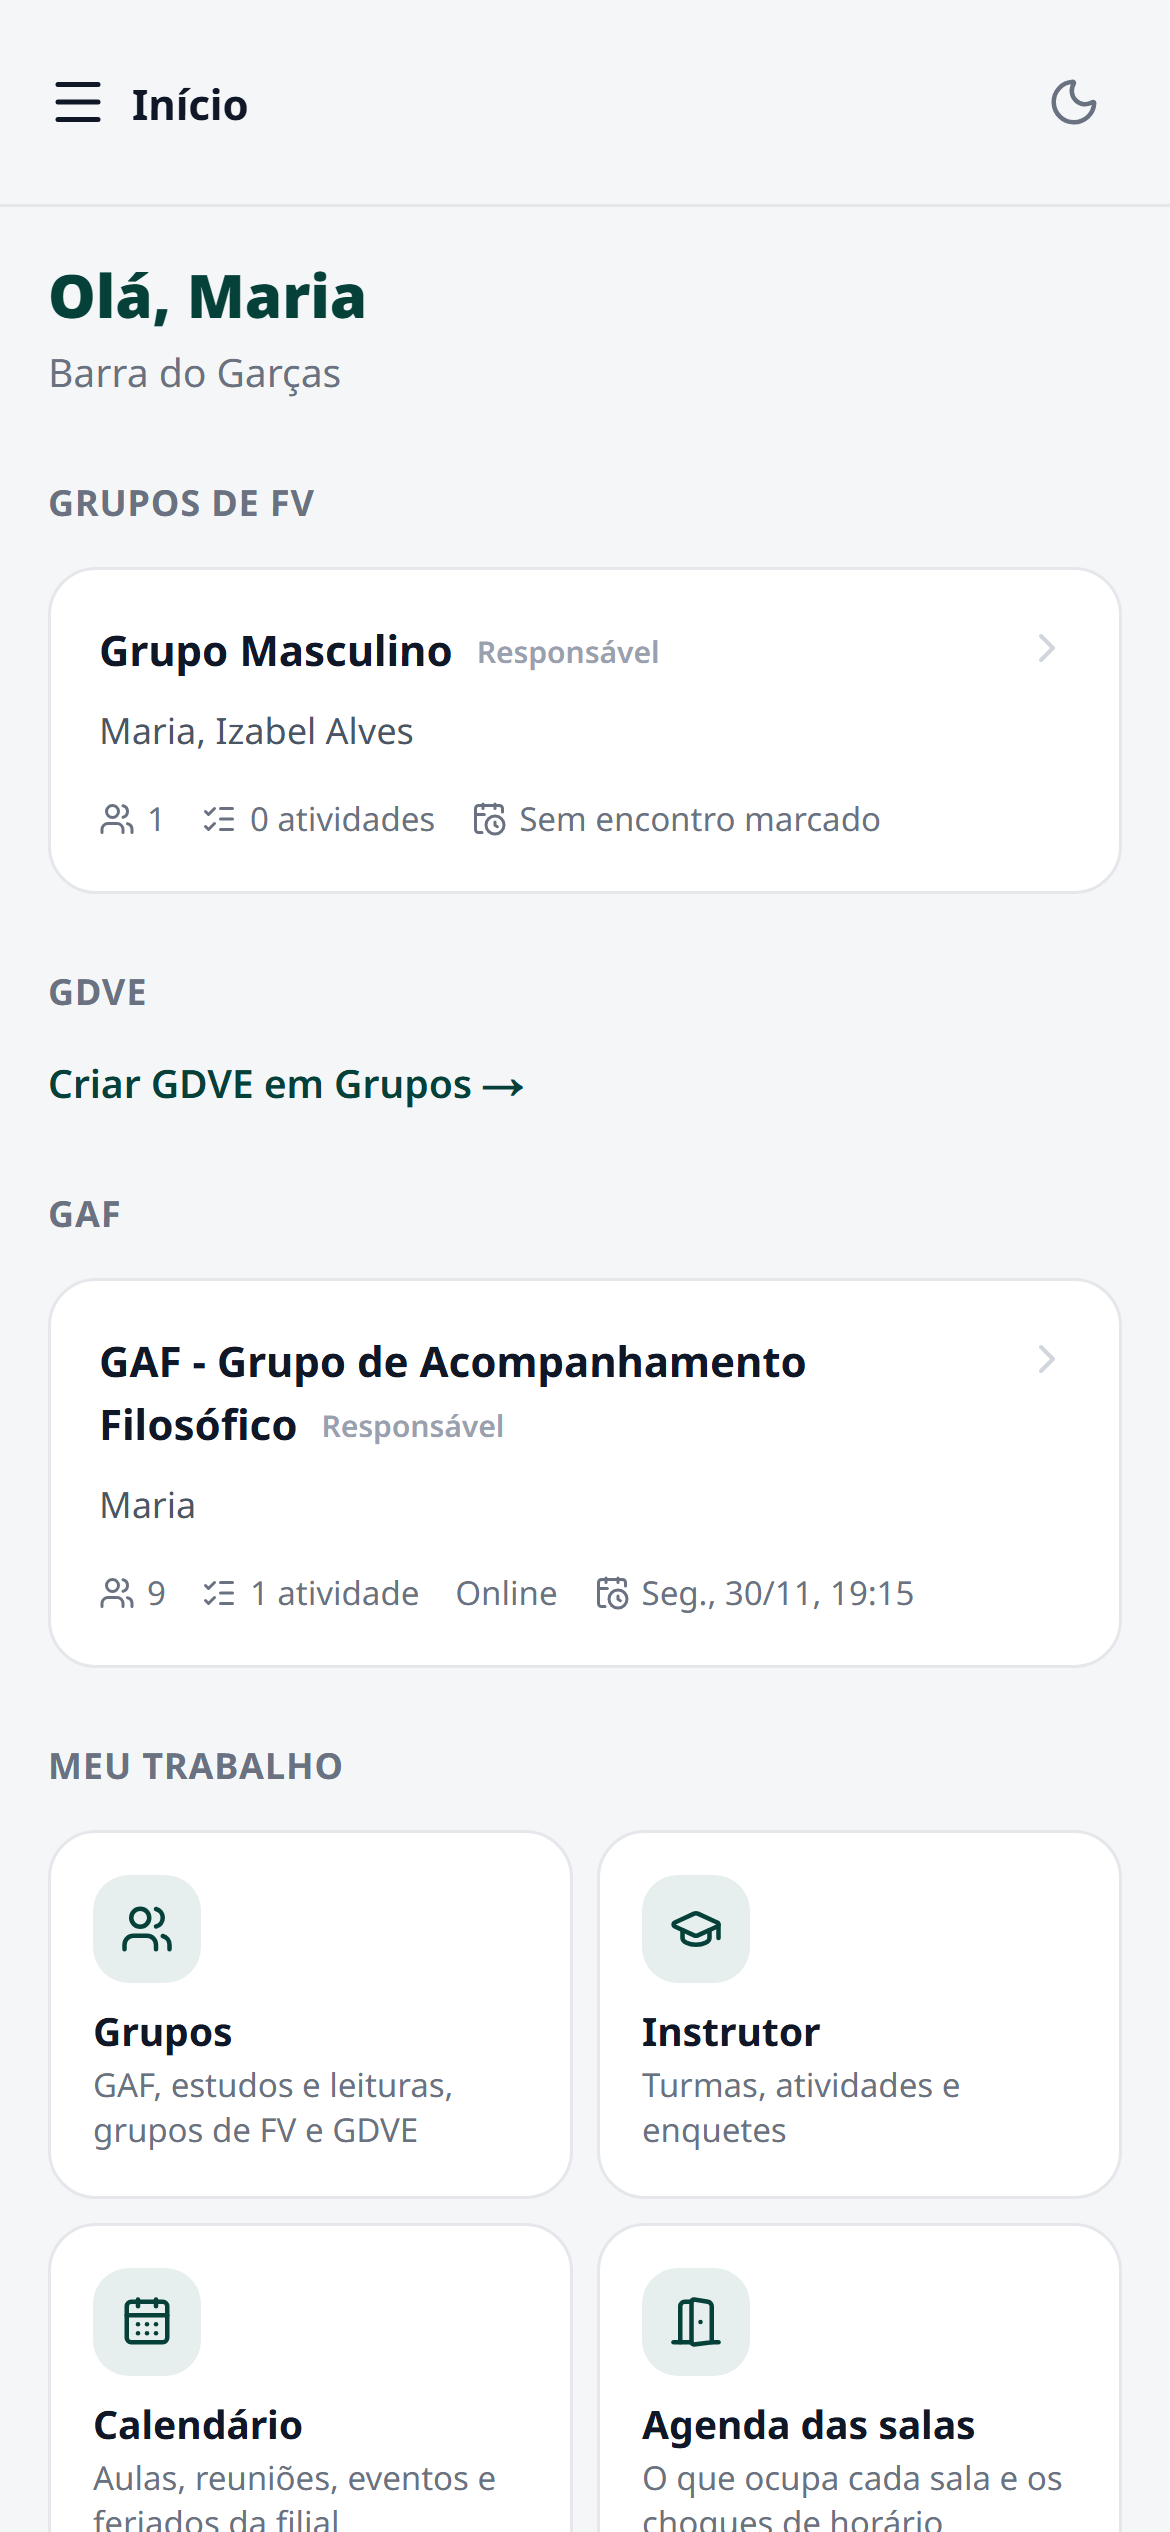 Início
Olá, Maria
Barra do Garças
GRUPOS DE FV
Grupo Masculino Responsável
Maria, Izabel Alves
1 0 atividades Sem encontro marcado
GDVE
Criar GDVE em Grupos →
GAF
GAF - Grupo de Acompanhamento
Filosófico Responsável
Maria
9 1 atividade Online Seg., 30/11, 19:15
MEU TRABALHO
Grupos
GAF, estudos e leituras,
grupos de FV e GDVE
Instrutor
Turmas, atividades e
enquetes
Calendário
Aulas, reuniões, eventos e
feriados da filial
Agenda das salas
O que ocupa cada sala e os
choques de horário